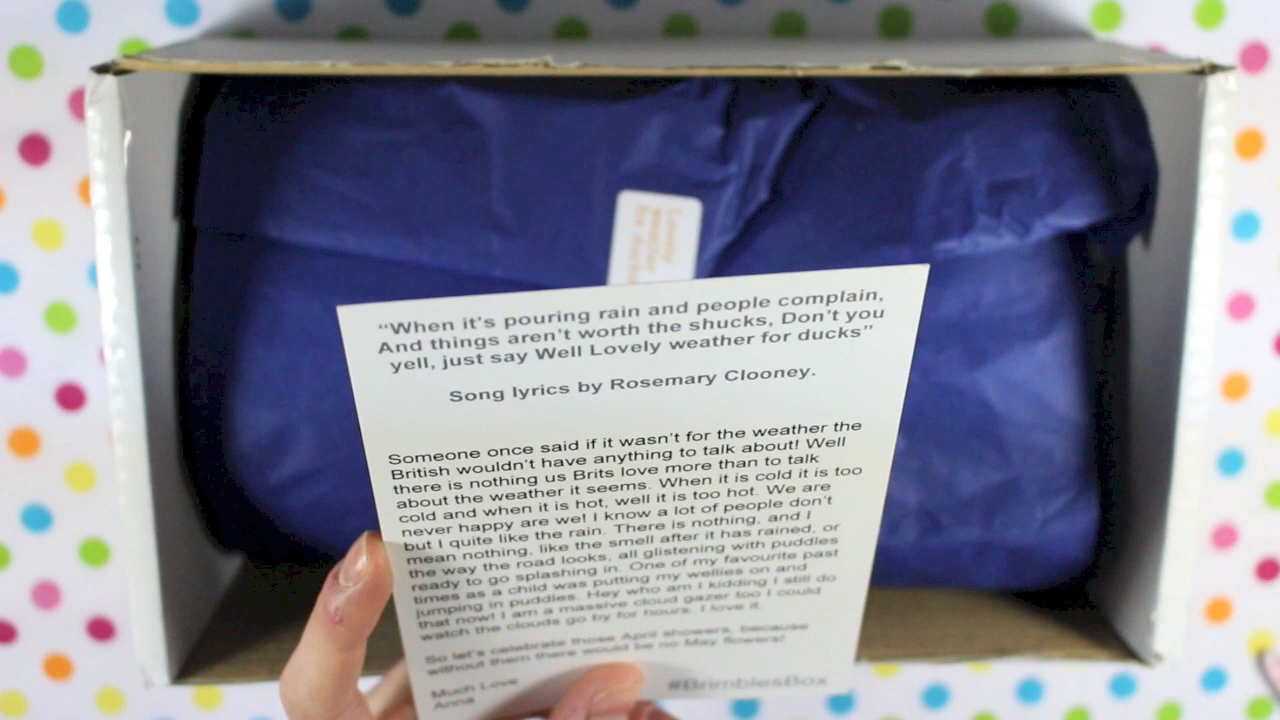 Lovely
weather
for ducks
“When it’s pouring rain and people complain,
And things aren’t worth the shucks, Don’t you
yell, just say Well Lovely weather for ducks”
Song lyrics by Rosemary Clooney.
Someone once said if it wasn’t for the weather the
British wouldn’t have anything to talk about! Well
there is nothing us Brits love more than to talk
about the weather it seems. When it is cold it is too
cold and when it is hot, well it is too hot. We are
never happy are we! I know a lot of people don’t
but I quite like the rain. There is nothing, and I
mean nothing, like the smell after it has rained, or
the way the road looks, all glistening with puddles
ready to go splashing in. One of my favourite past
times as a child was putting my wellies on and
jumping in puddles. Hey who am I kidding I still do
that now! I am a massive cloud gazer too I could
watch the clouds go by for hours. I love it.
So let’s celebrate those April showers, because
without them there would be no May flowers!
Much Love
Anna
#BrimblesBox